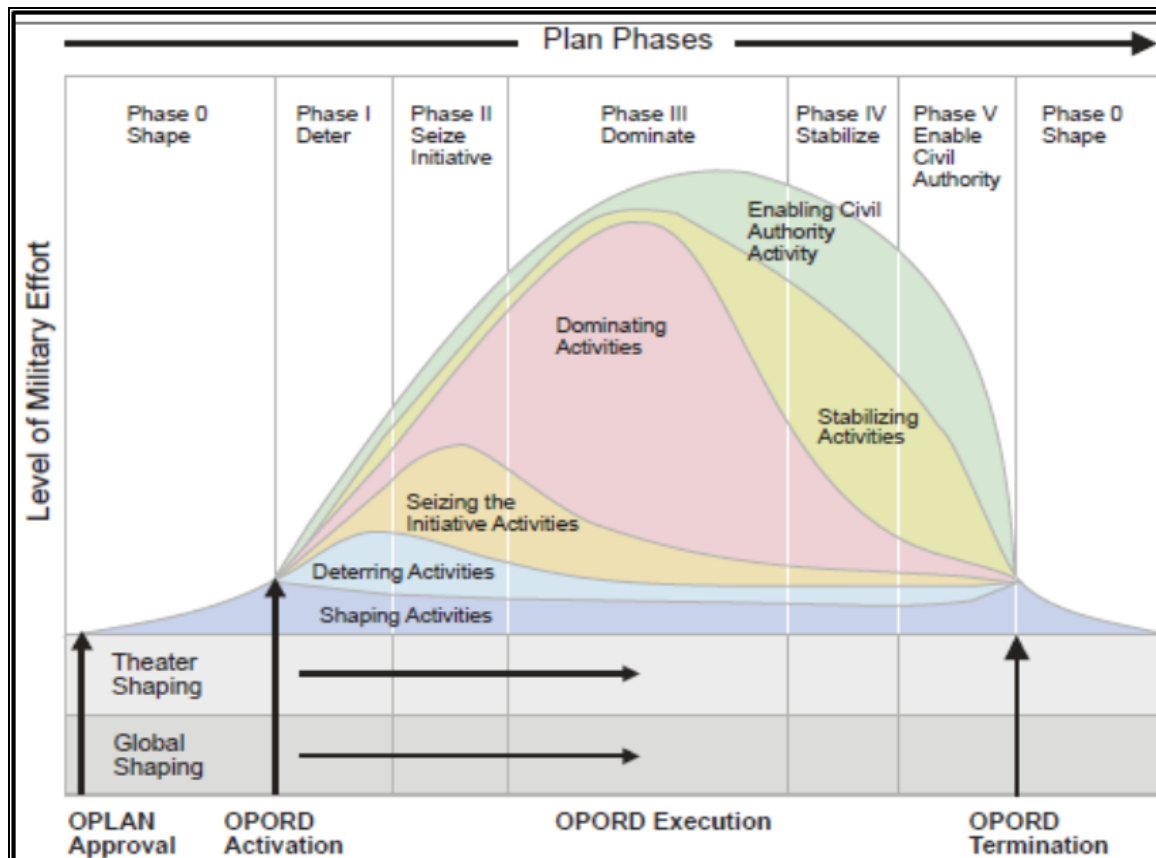 Plan Phases
Phase 0
Shape
Phase I
Deter
Phase II
Seize
Initiative
Phase III
Dominate
Phase IV
Stabilize
Phase V
Enable
Civil
Authority
Phase 0
Shape
Level of Military Effort
Enabling Civil
Authority
Activity
Dominating
Activities
Stabilizing
Activities
Seizing the
Initiative Activities
Deterring Activities
Shaping Activities
Theater
Shaping
Global
Shaping
OPLAN
Approval
OPORD
Activation
OPORD Execution
OPORD
Termination